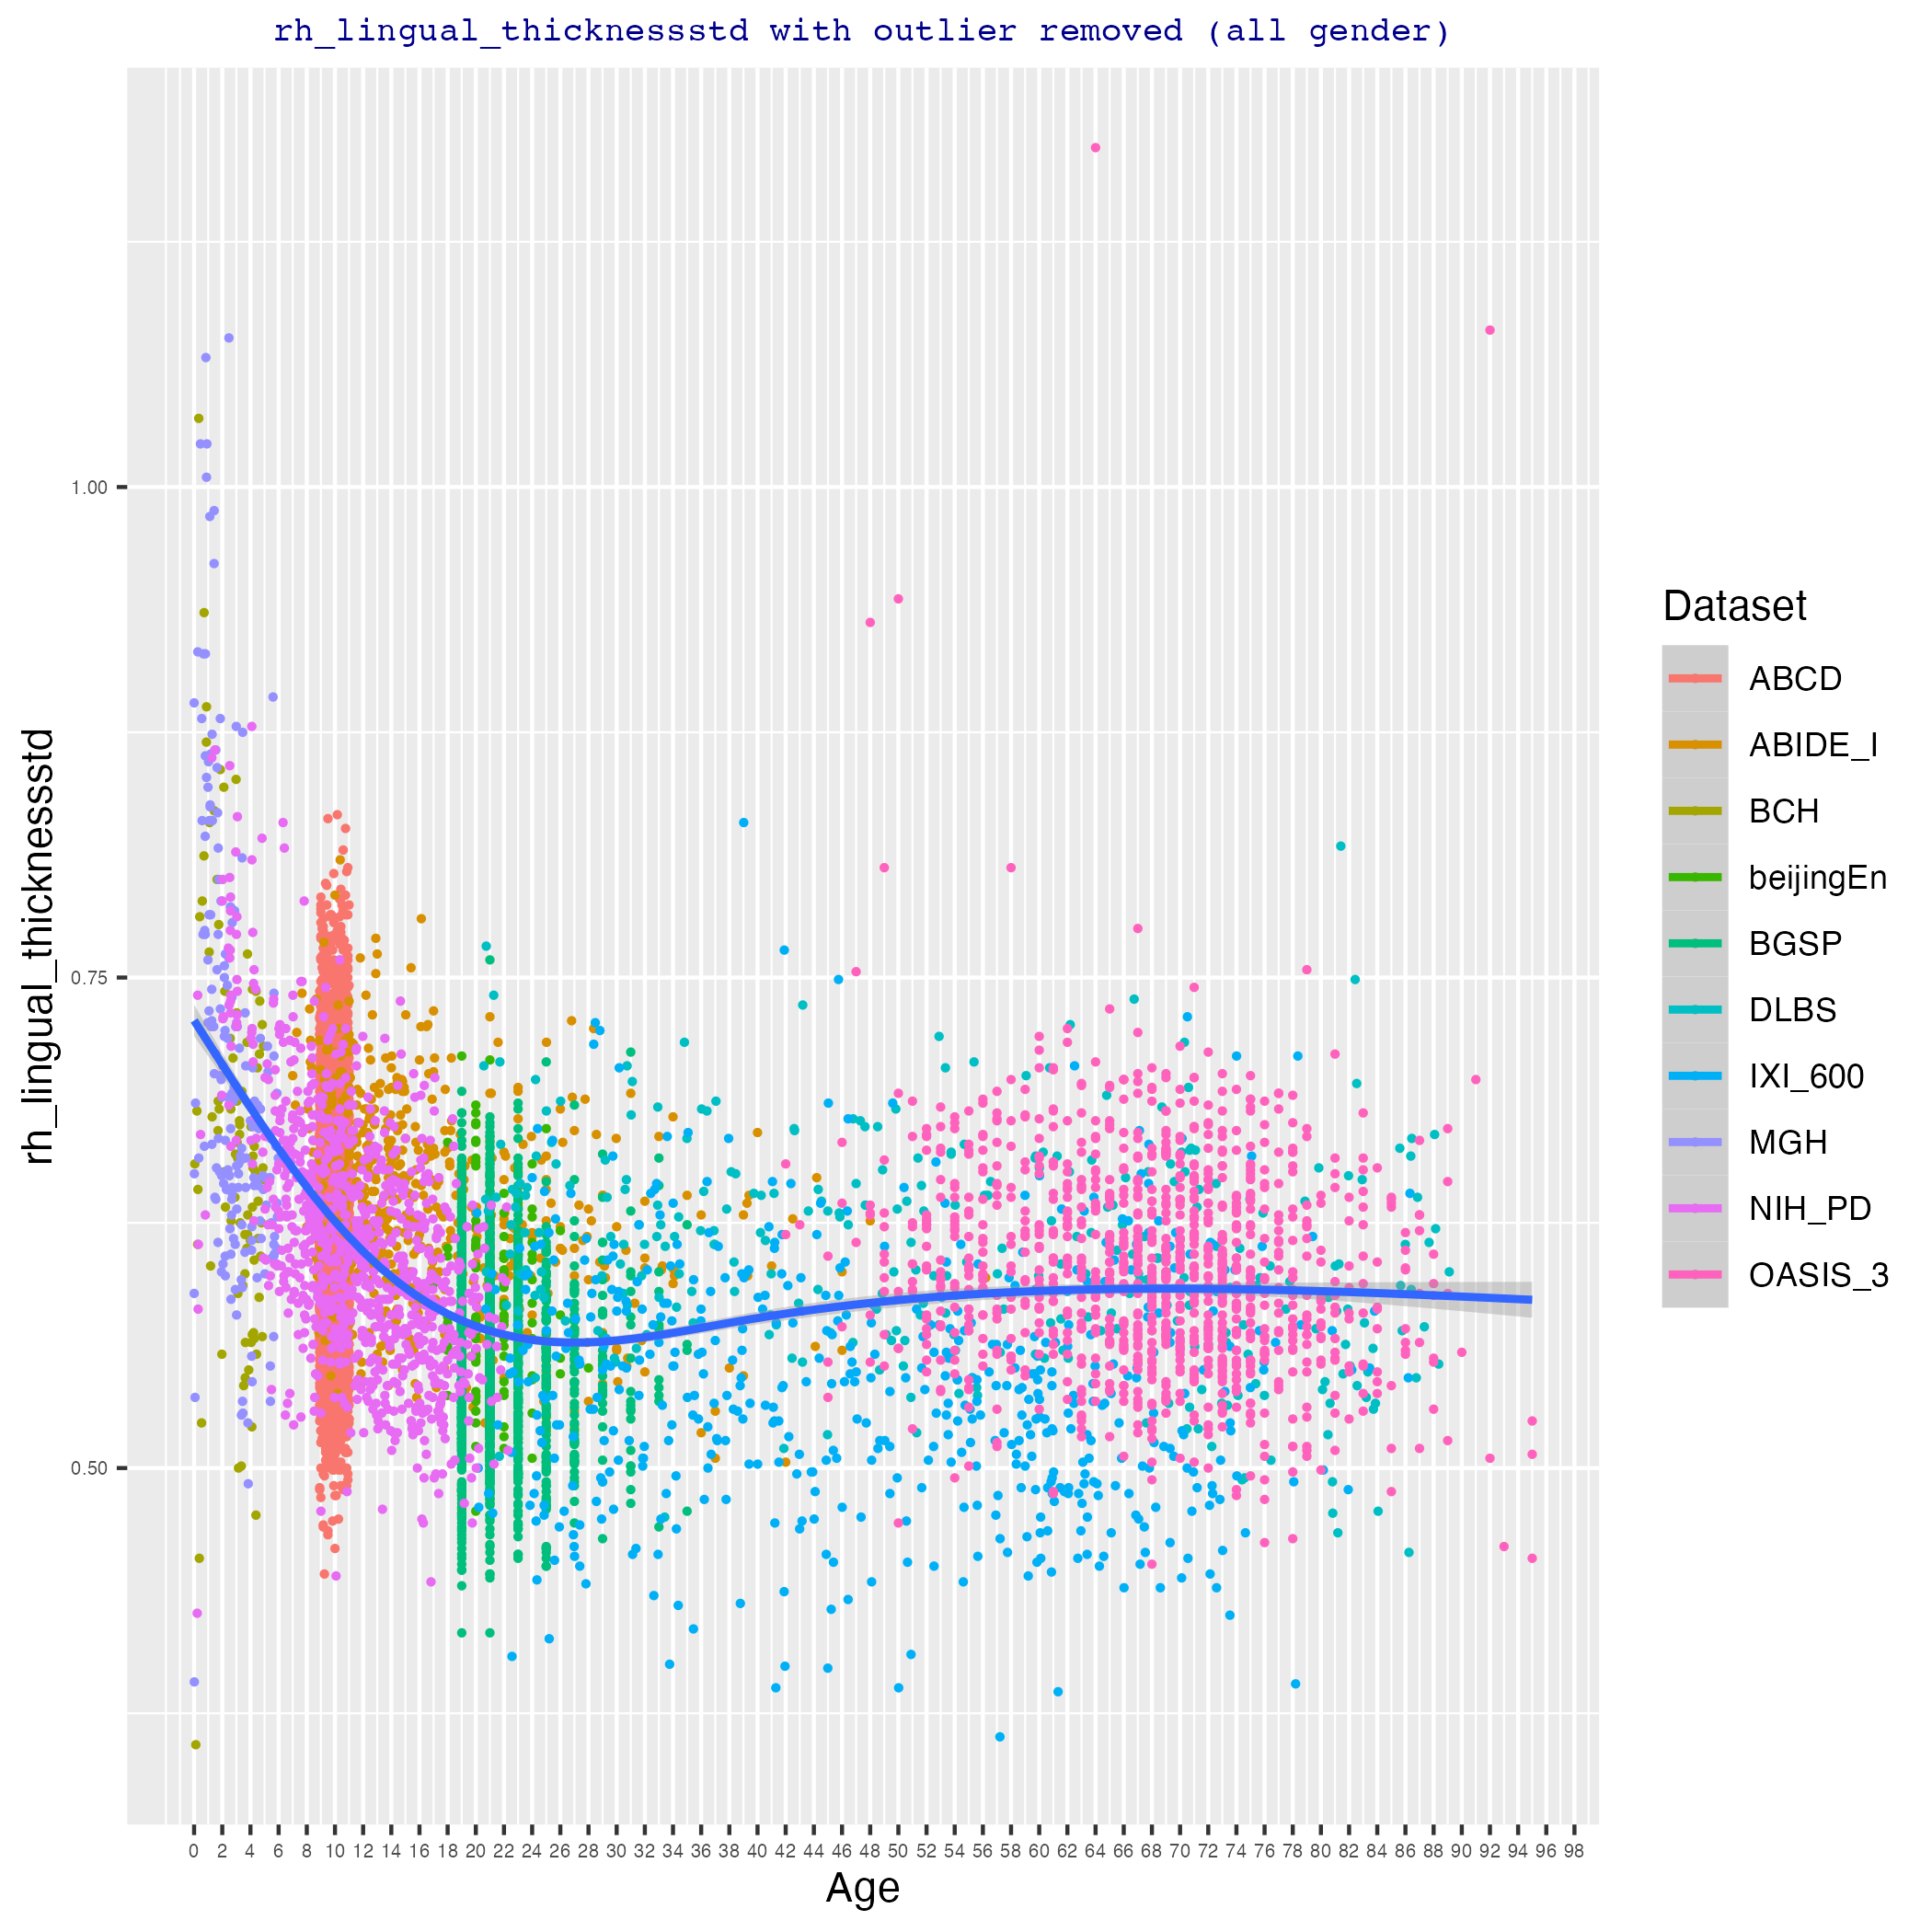 rh_lingual_thicknessstd with outlier removed (all gender)
rh_lingual_thicknessstd
1.00
0.75
0.50
0 2 4 6 8 10 12 14 16 18 20 22 24 26 28 30 32 34 36 38 40 42 44 46 48 50 52 54 56 58 60 62 64 66 68 70 72 74 76 78 80 82 84 86 88 90 92 94 96 98
Age
Dataset
ABCD
ABIDE_I
BCH
beijingEn
BGSP
DLBS
IXI_600
MGH
NIH_PD
OASIS_3